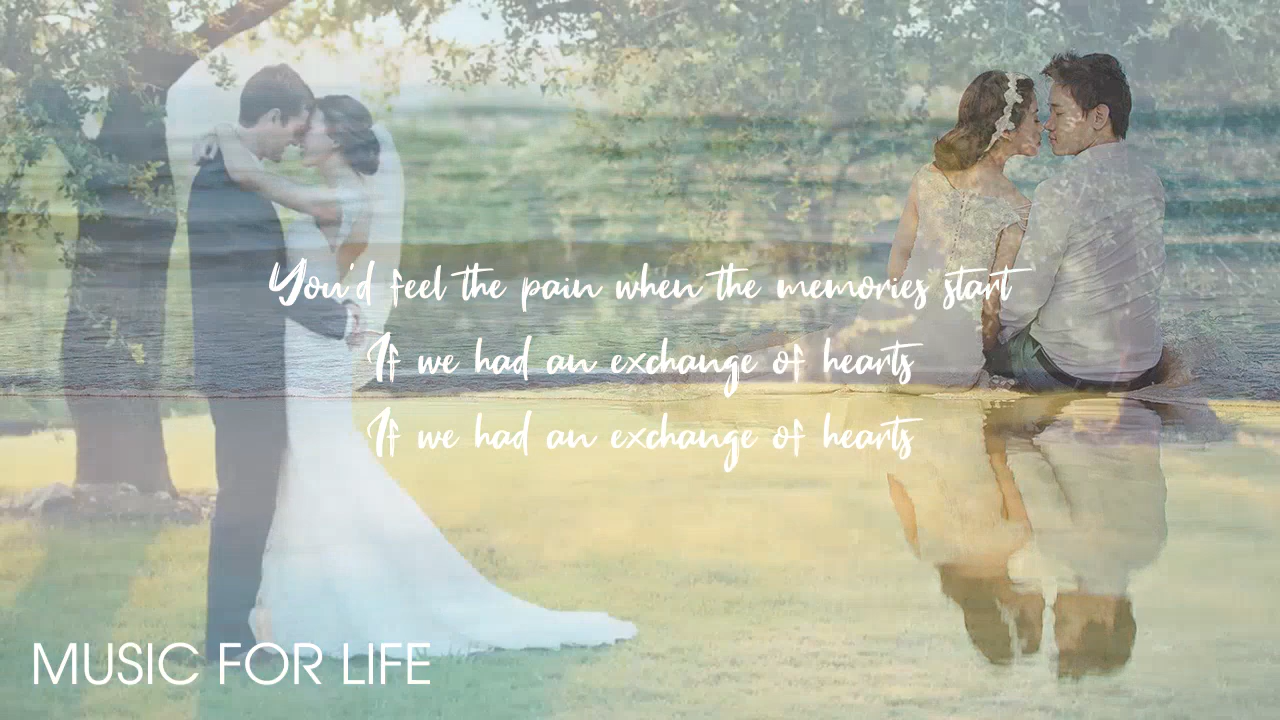 You'd feel the pain when the memories start
If we had an exchange of hearts
If we had an exchange of hearts
MUSIC FOR LIFE